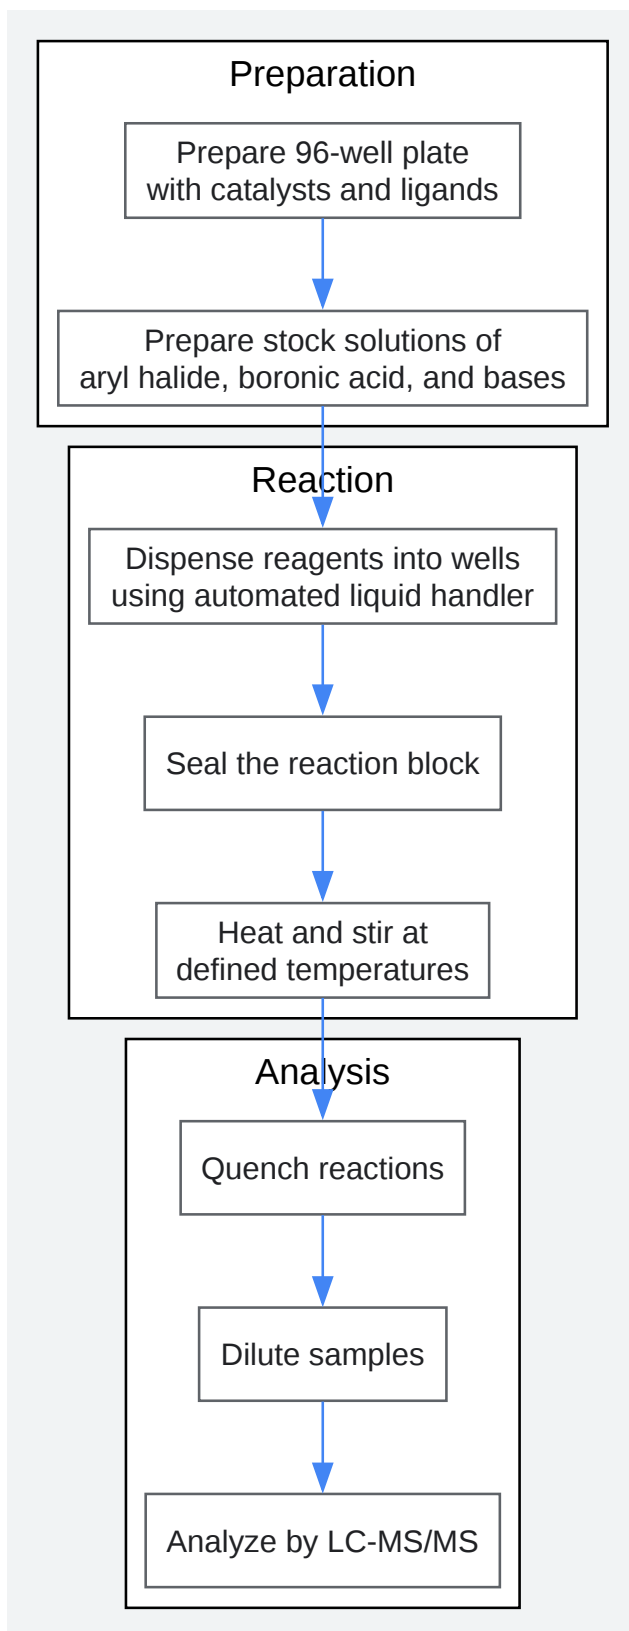 Preparation
Prepare 96-well plate
with catalysts and ligands
Prepare stock solutions of
aryl halide, boronic acid, and bases
Reaction
Dispense reagents into wells
using automated liquid handler
Seal the reaction block
Heat and stir at
defined temperatures
Analysis
Quench reactions
Dilute samples
Analyze by LC-MS/MS